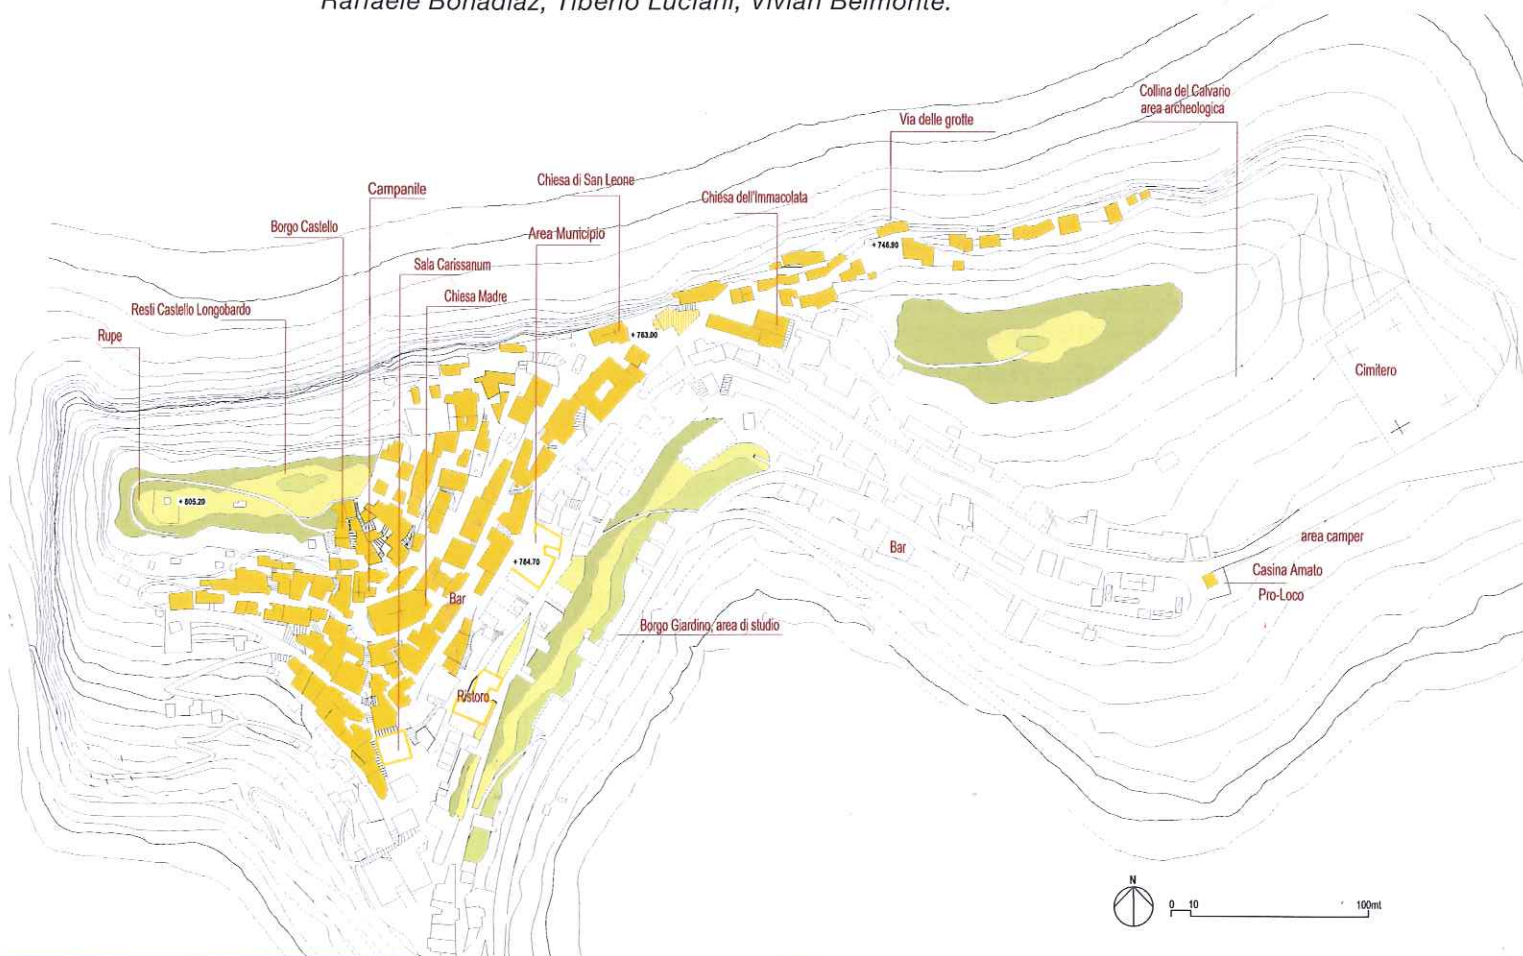 Raffaele Bonadiaz, Tiberio Luciani, Vivian Belmonte.
Collina del Calvario
area archeologica
Via delle grotte
Chiesa di San Leone
Campanile
Chiesa dell'Immacolata
Borgo Castello
Area Municipio
+ 746.80
Sala Carissanum
Chiesa Madre
Resti Castello Longobardo
Rupe
+ 763.00
Cimitero
+ 805.20
area camper
Bar
+ 764.70
Casina Amato
Pro-Loco
Bar
Borgo Giardino, area di studio
Ristoro
N
0 10 100mt